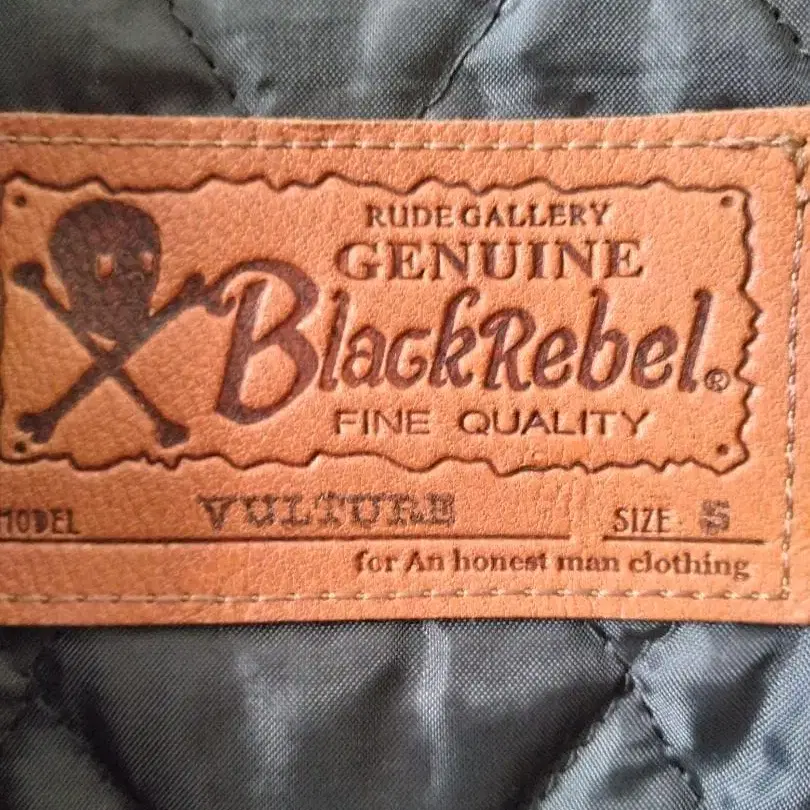 RUDE GALLERY
GENUINE
BlackRebel®
FINE QUALITY
MODEL VULTURE SIZE S
for An honest man clothing